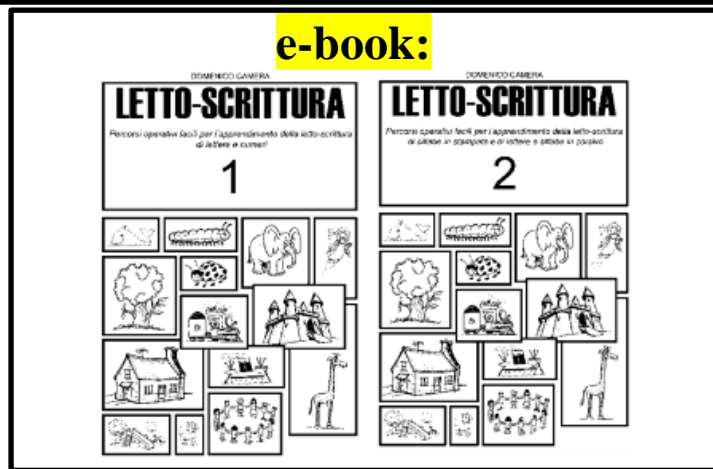 e-book:
DOMENICO CAMERA
LETTO-SCRITTURA
Percorsi operativi facili per l'apprendimento della letto-scrittura
di lettere e numeri
1
DOMENICO CAMERA
LETTO-SCRITTURA
Percorsi operativi facili per l'apprendimento della letto-scrittura
di sillabe in stampato e di lettere e sillabe in corsivo
2